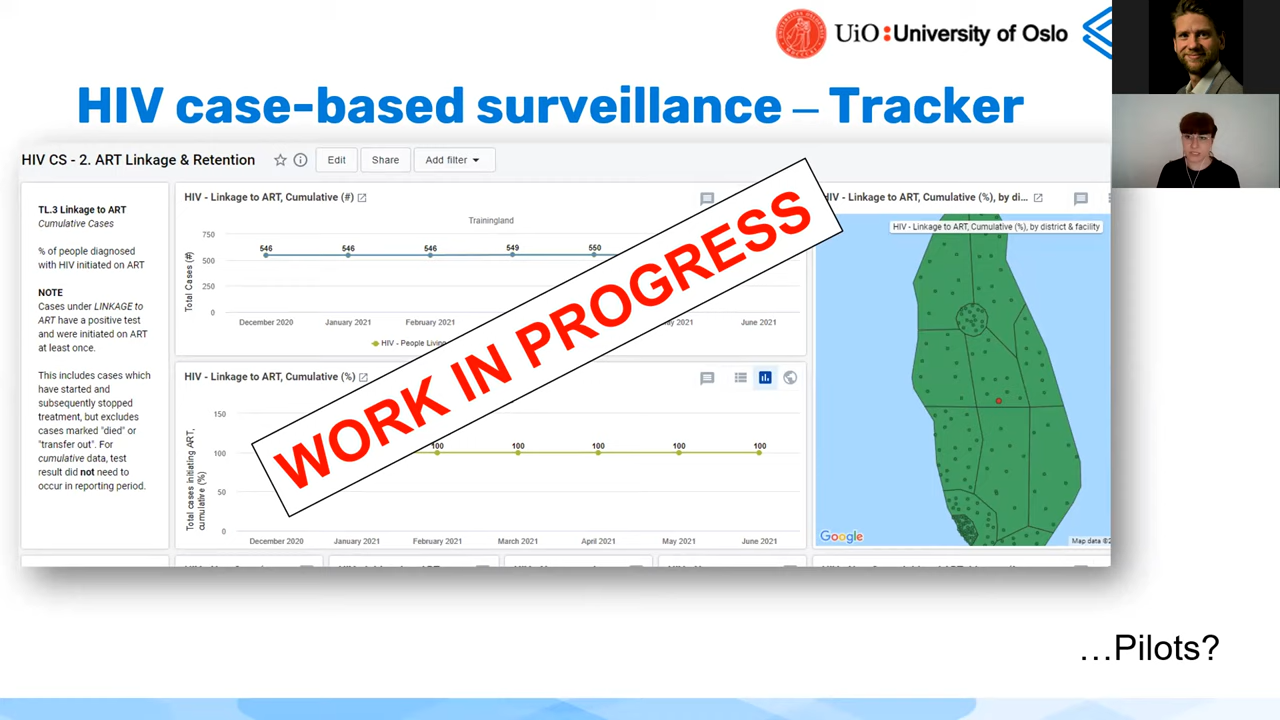 UiO : University of Oslo
HIV case-based surveillance – Tracker
HIV CS - 2. ART Linkage & Retention
Edit
Share
Add filter
TL.3 Linkage to ART
Cumulative Cases
% of people diagnosed
with HIV initiated on ART
NOTE
Cases under LINKAGE to
ART have a positive test
and were initiated on ART
at least once.
This includes cases which
have started and
subsequently stopped
treatment, but excludes
cases marked "died" or
"transfer out". For
cumulative data, test
result did not need to
occur in reporting period.
HIV - Linkage to ART, Cumulative (#)
Trainingland
Total Cases (#)
750
500
250
0
546
546
546
549
550
December 2020
January 2021
February 2021
2021
June 2021
HIV - People
WORK IN PROGRESS
HIV - Linkage to ART, Cumulative (%)
Total cases initiating ART,
cumulative (%)
150
100
50
0
100
100
100
100
100
December 2020
January 2021
February 2021
March 2021
April 2021
May 2021
June 2021
HIV - Linkage to ART, Cumulative (%), by di...
HIV - Linkage to ART, Cumulative (%), by district & facility
Google
Map data
...Pilots?